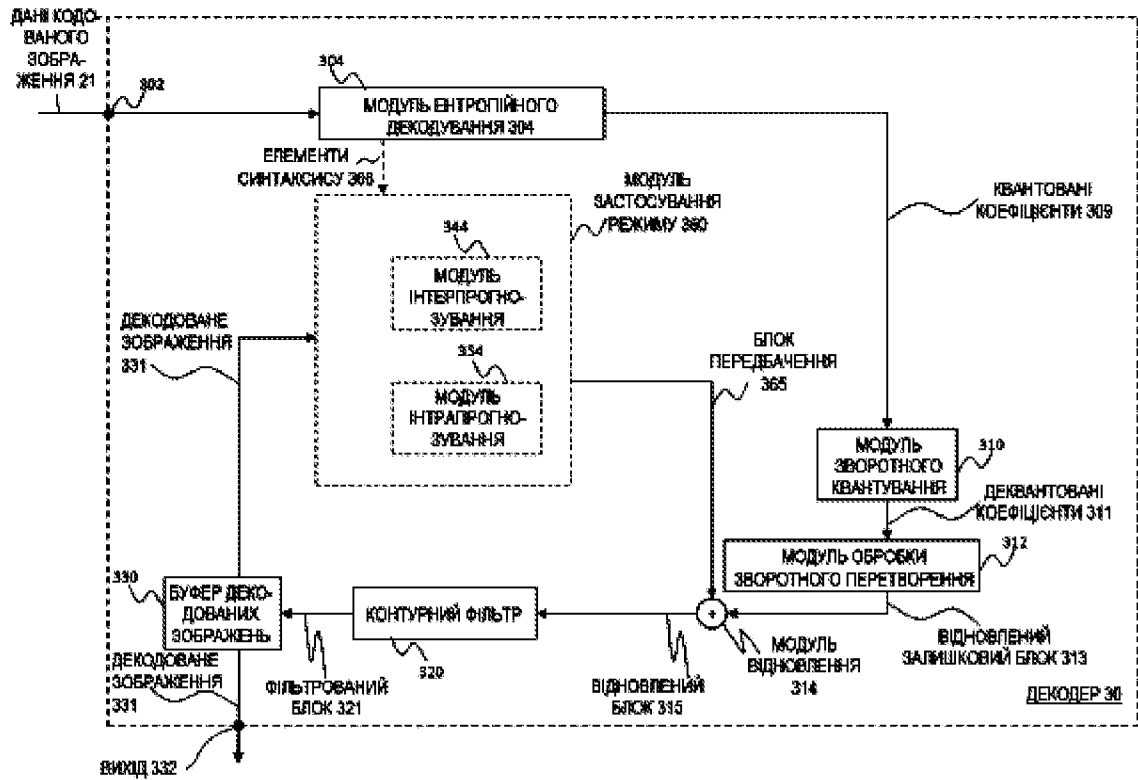 ДАНІ КОДО-
ВАНОГО
ЗОБРА-
ЖЕННЯ 21
302
304
МОДУЛЬ ЕНТРОПІЙНОГО
ДЕКОДУВАННЯ 304
ЕЛЕМЕНТИ
СИНТАКСИСУ 366
МОДУЛЬ
ЗАСТОСУВАННЯ
РЕЖИМУ 360
КВАНТОВАНІ
КОЕФІЦІЄНТИ 309
344
МОДУЛЬ
ІНТЕРПРОГНО-
ЗУВАННЯ
354
МОДУЛЬ
ІНТРАПРОГНО-
ЗУВАННЯ
ДЕКОДОВАНЕ
ЗОБРАЖЕННЯ
331
БЛОК
ПЕРЕДБАЧЕННЯ
365
МОДУЛЬ
ЗВОРОТНОГО
КВАНТУВАННЯ
310
ДЕКВАНТОВАНІ
КОЕФІЦІЄНТИ 311
312
МОДУЛЬ ОБРОБКИ
ЗВОРОТНОГО ПЕРЕТВОРЕННЯ
330
БУФЕР ДЕКО-
ДОВАНИХ
ЗОБРАЖЕНЬ
КОНТУРНИЙ ФІЛЬТР
320
+
МОДУЛЬ
ВІДНОВЛЕННЯ
314
ВІДНОВЛЕНИЙ
ЗАЛИШКОВИЙ БЛОК 313
ДЕКОДОВАНЕ
ЗОБРАЖЕННЯ
331
ФІЛЬТРОВАНИЙ
БЛОК 321
ВІДНОВЛЕНИЙ
БЛОК 315
ДЕКОДЕР 30
ВИХІД 332